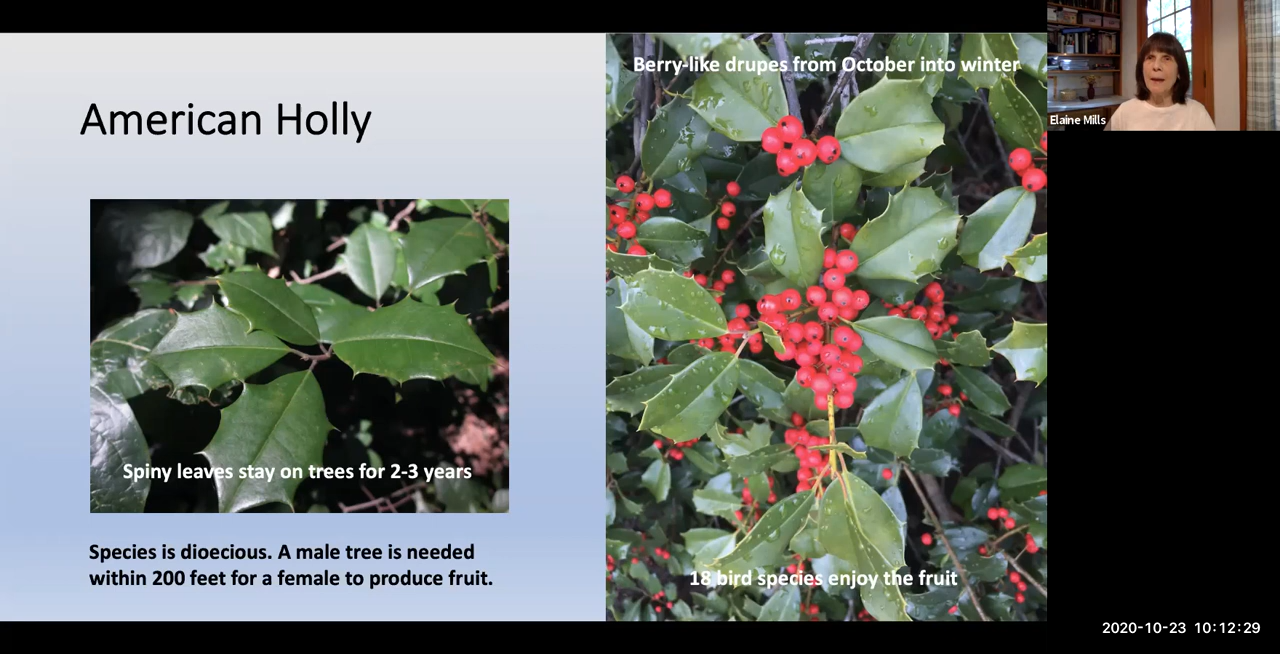 American Holly
Spiny leaves stay on trees for 2-3 years
Species is dioecious. A male tree is needed
within 200 feet for a female to produce fruit.
Berry-like drupes from October into winter
18 bird species enjoy the fruit
Elaine Mills
2020-10-23 10:12:29